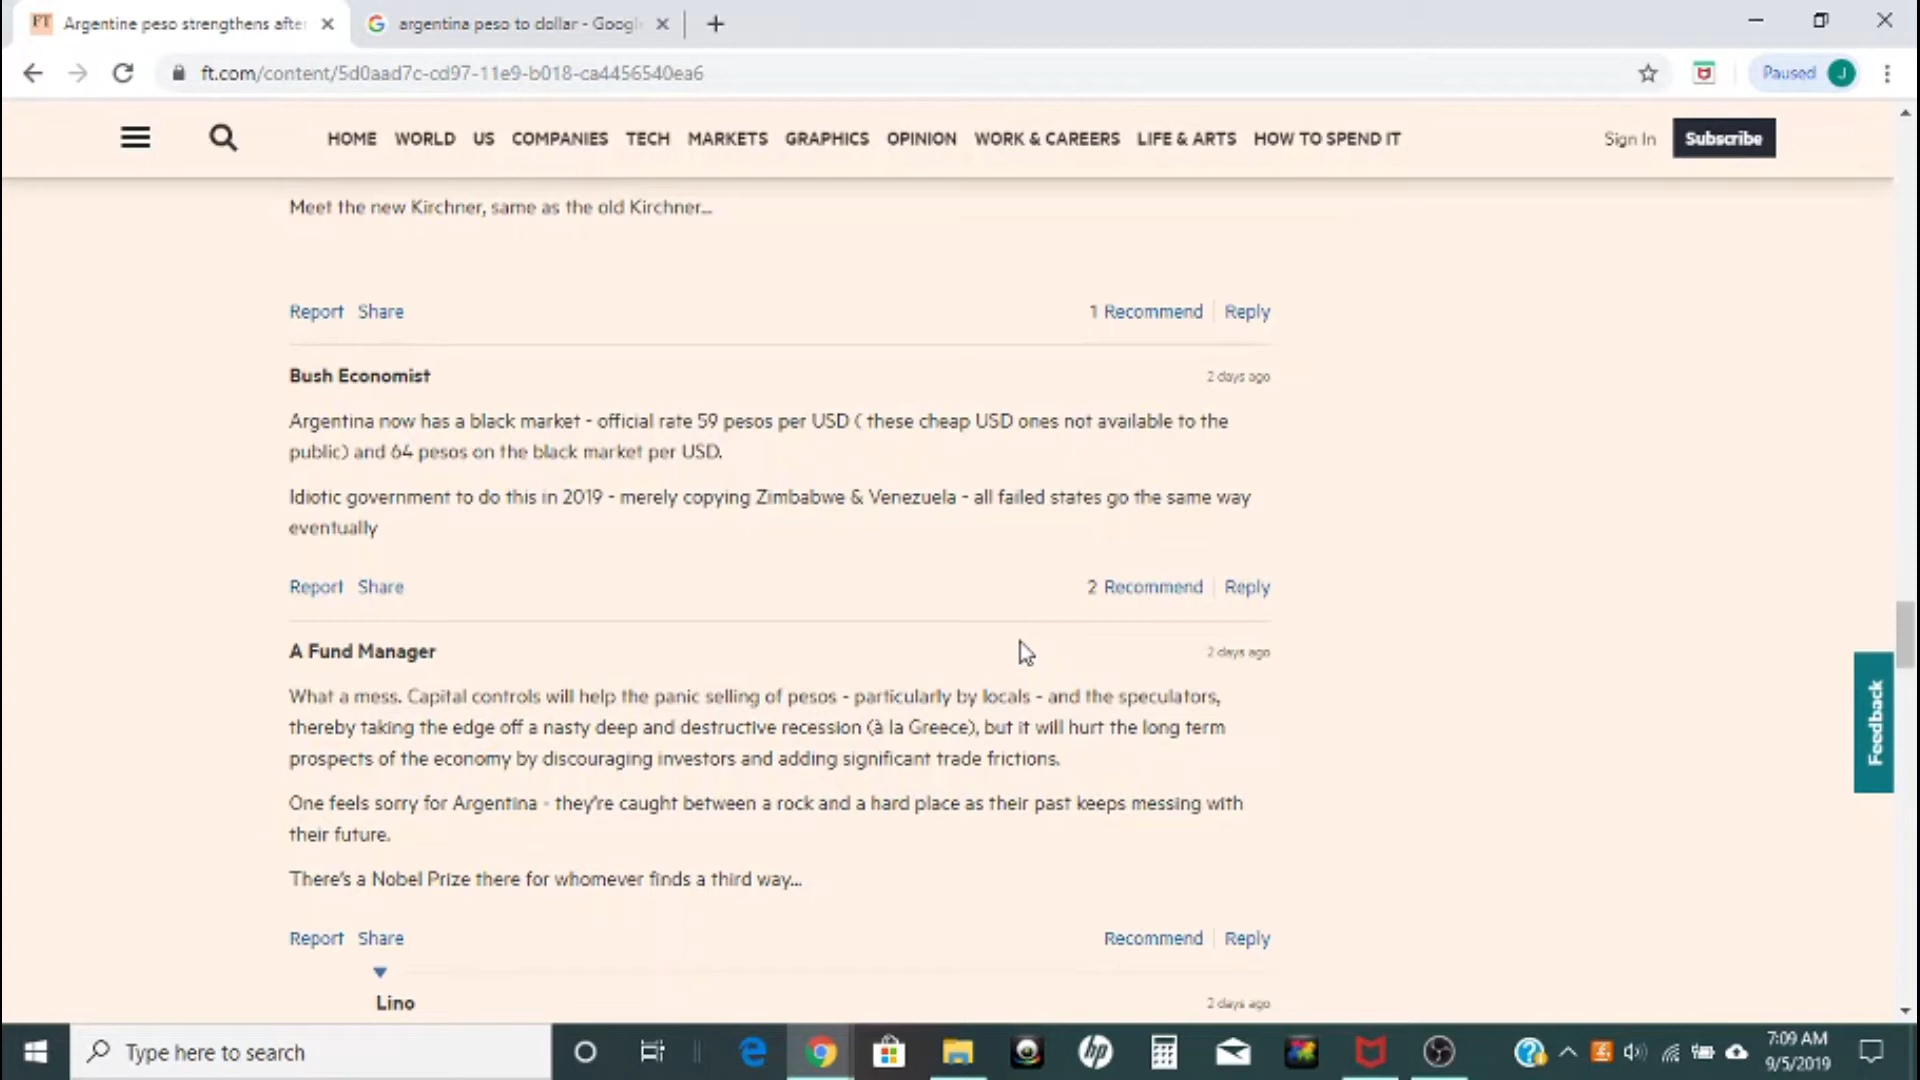 Argentine peso strengthens after
argentina peso to dollar - Googl
ft.com/content/5d0aad7c-cd97-11e9-b018-ca4456540ea6
Paused
J
HOME WORLD US COMPANIES TECH MARKETS GRAPHICS OPINION WORK & CAREERS LIFE & ARTS HOW TO SPEND IT
Sign In
Subscribe
Meet the new Kirchner, same as the old Kirchner...
Report Share
1 Recommend Reply
Bush Economist
2 days ago
Argentina now has a black market - official rate 59 pesos per USD ( these cheap USD ones not available to the
public) and 64 pesos on the black market per USD.
Idiotic government to do this in 2019 - merely copying Zimbabwe & Venezuela - all failed states go the same way
eventually
Report Share
2 Recommend Reply
A Fund Manager
2 days ago
What a mess. Capital controls will help the panic selling of pesos - particularly by locals - and the speculators,
thereby taking the edge off a nasty deep and destructive recession (à la Greece), but it will hurt the long term
prospects of the economy by discouraging investors and adding significant trade frictions.
One feels sorry for Argentina - they're caught between a rock and a hard place as their past keeps messing with
their future.
There's a Nobel Prize there for whomever finds a third way...
Report Share
Recommend Reply
Lino
2 days ago
Feedback
Type here to search
hp
7:09 AM
9/5/2019